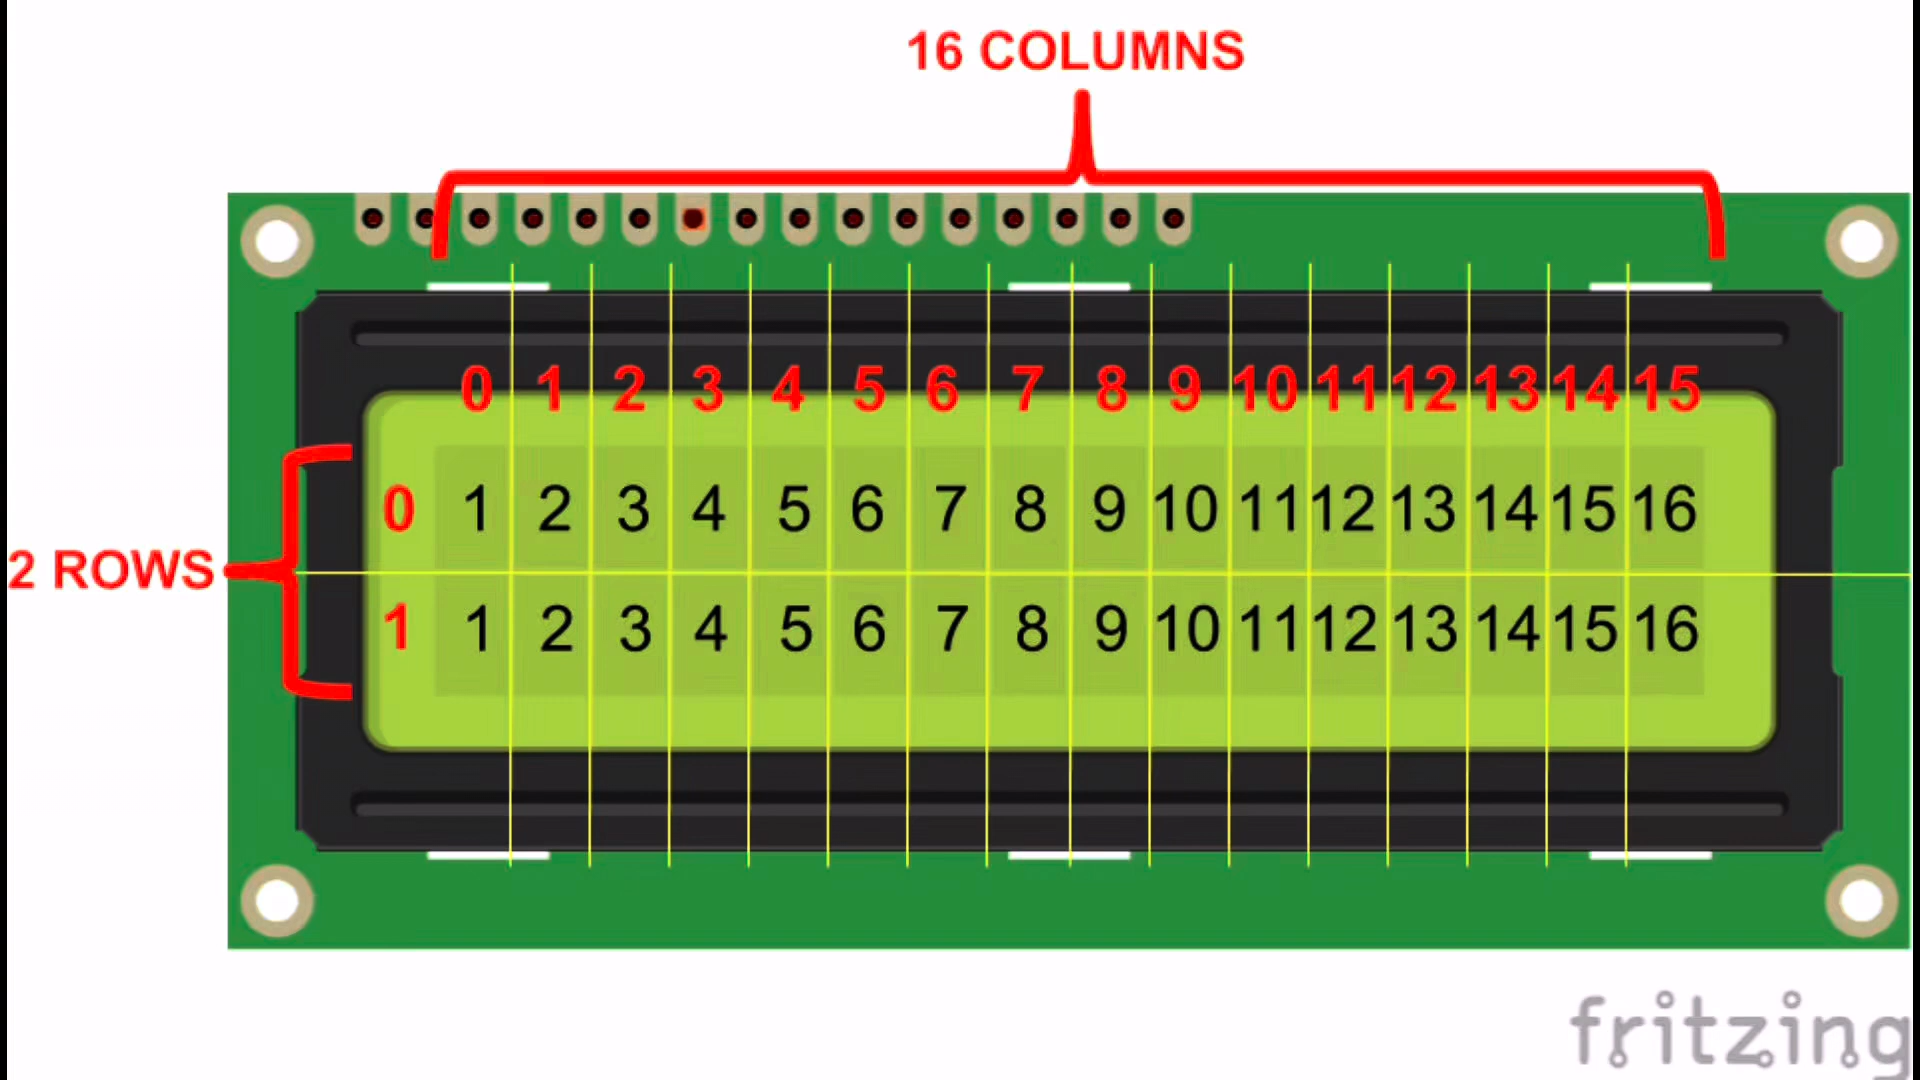 16 COLUMNS
0 1 2 3 4 5 6 7 8 9 10 11 12 13 14 15
0 1 2 3 4 5 6 7 8 9 10 11 12 13 14 15 16
2 ROWS
1 1 2 3 4 5 6 7 8 9 10 11 12 13 14 15 16
fritzing